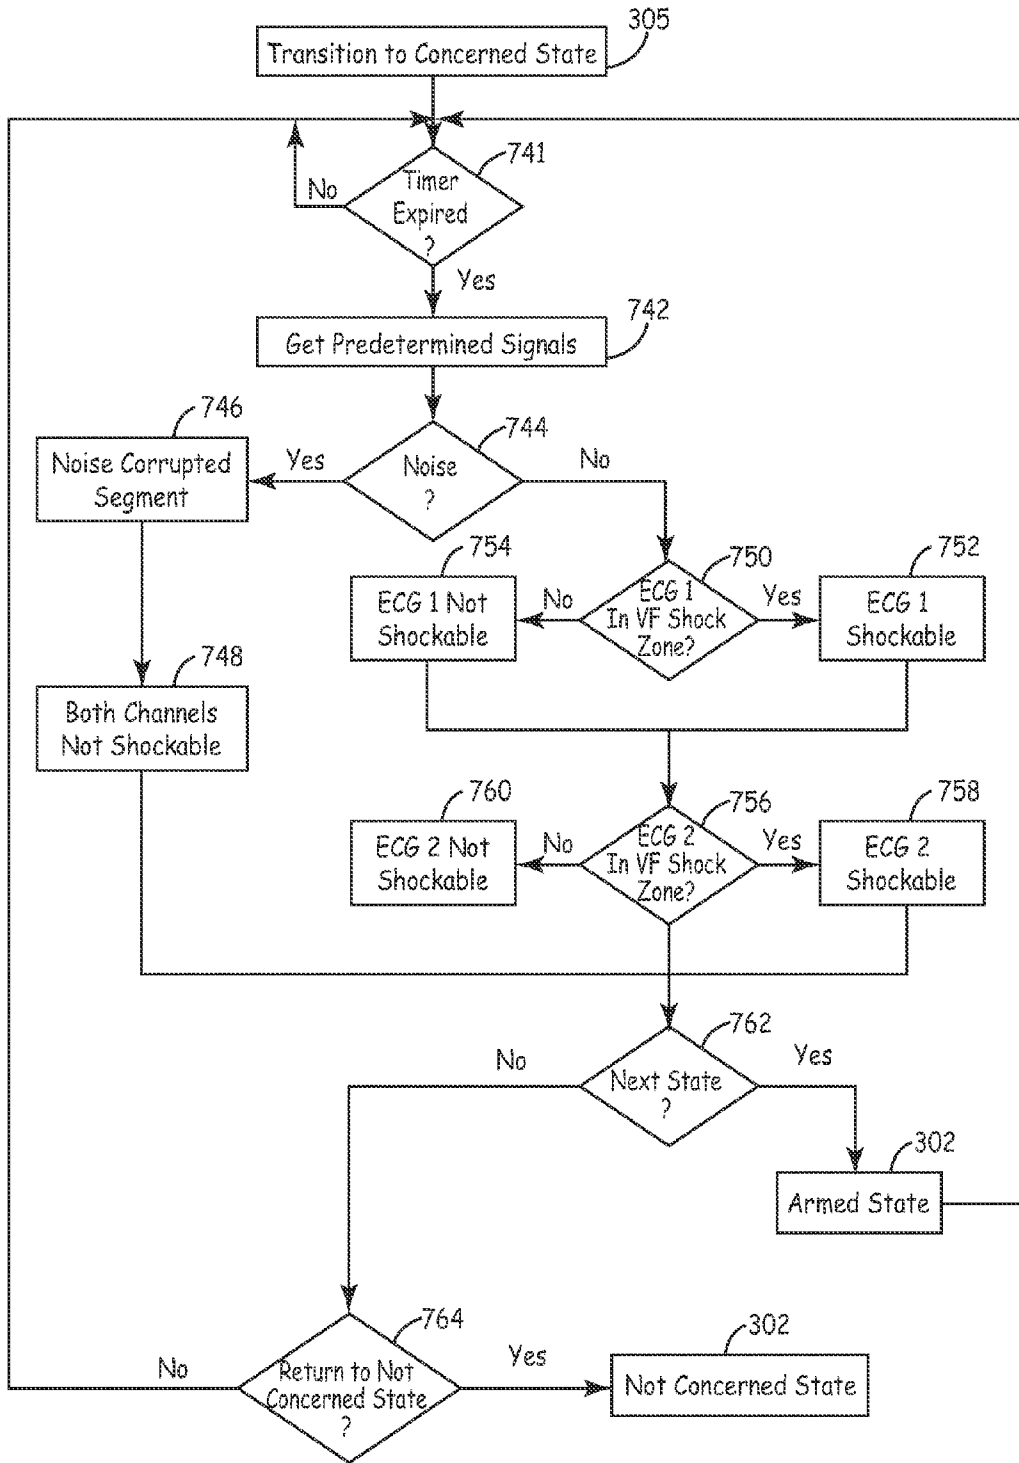 305
Transition to Concerned State
741
Timer
Expired
?
No
Yes
742
Get Predetermined Signals
746
744
Noise Corrupted
Segment
Yes
Noise
?
No
754
750
752
ECG 1 Not
Shockable
No
ECG 1
In VF Shock
Zone?
Yes
ECG 1
Shockable
748
Both Channels
Not Shockable
760
756
758
ECG 2 Not
Shockable
No
ECG 2
In VF Shock
Zone?
Yes
ECG 2
Shockable
762
No
Next State
?
Yes
302
Armed State
764
No
Return to Not
Concerned State
?
Yes
302
Not Concerned State